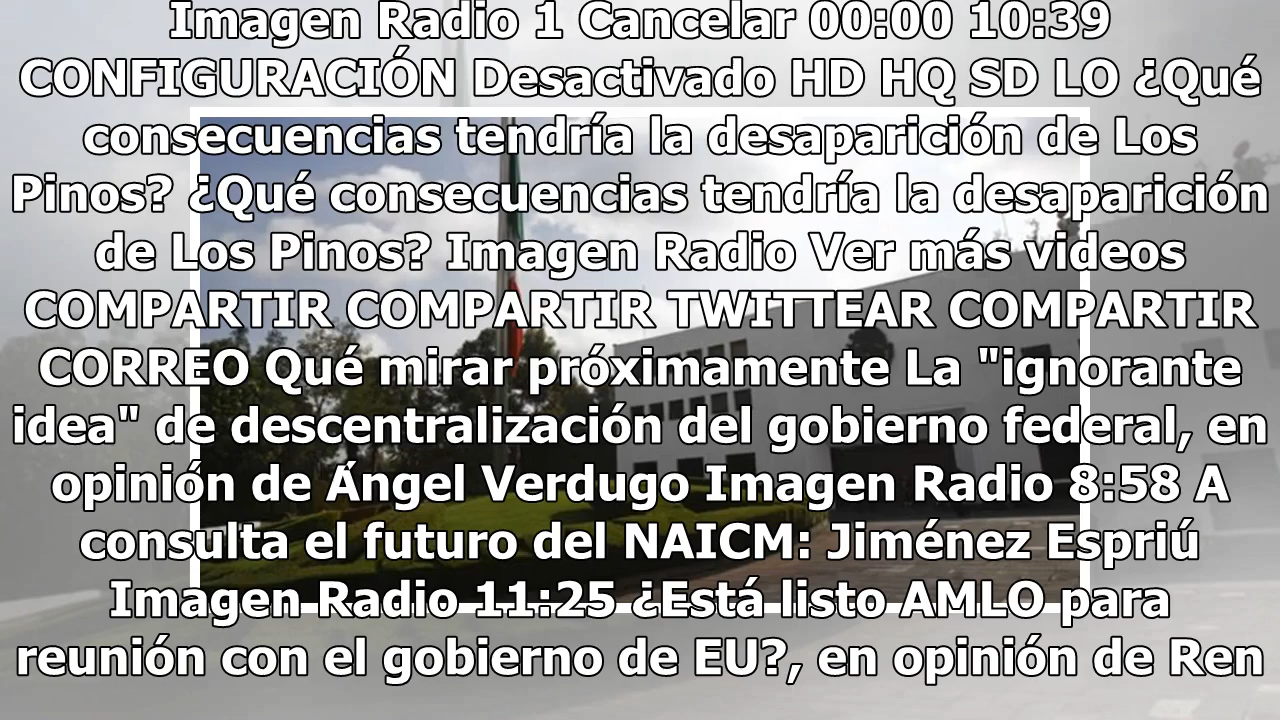 Imagen Radio 1 Cancelar 00:00 10:39
CONFIGURACIÓN Desactivado HD HQ SD LO ¿Qué
consecuencias tendría la desaparición de Los
Pinos? ¿Qué consecuencias tendría la desaparición
de Los Pinos? Imagen Radio Ver más videos
COMPARTIR COMPARTIR TWITTEAR COMPARTIR
CORREO Qué mirar próximamente La "ignorante
idea" de descentralización del gobierno federal, en
opinión de Ángel Verdugo Imagen Radio 8:58 A
consulta el futuro del NAICM: Jiménez Espriú
Imagen Radio 11:25 ¿Está listo AMLO para
reunión con el gobierno de EU?, en opinión de Ren